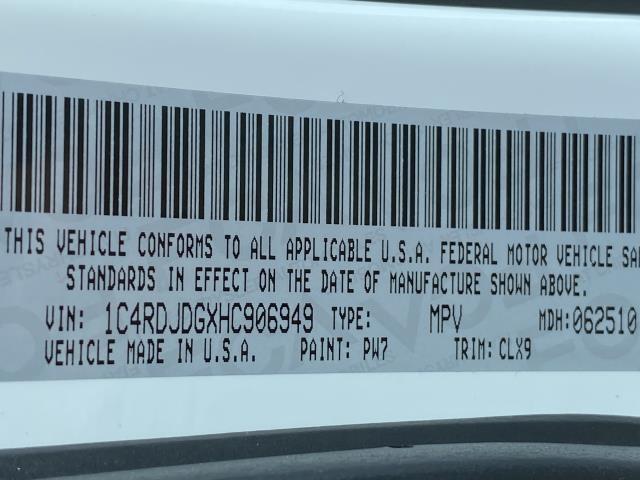 THIS VEHICLE CONFORMS TO ALL APPLICABLE U.S.A. FEDERAL MOTOR VEHICLE SA
STANDARDS IN EFFECT ON THE DATE OF MANUFACTURE SHOWN ABOVE.
VIN: 1C4RDJDGXHC906949 TYPE: MPV MDH:062510
VEHICLE MADE IN U.S.A. PAINT: PW7 TRIM: CLX9